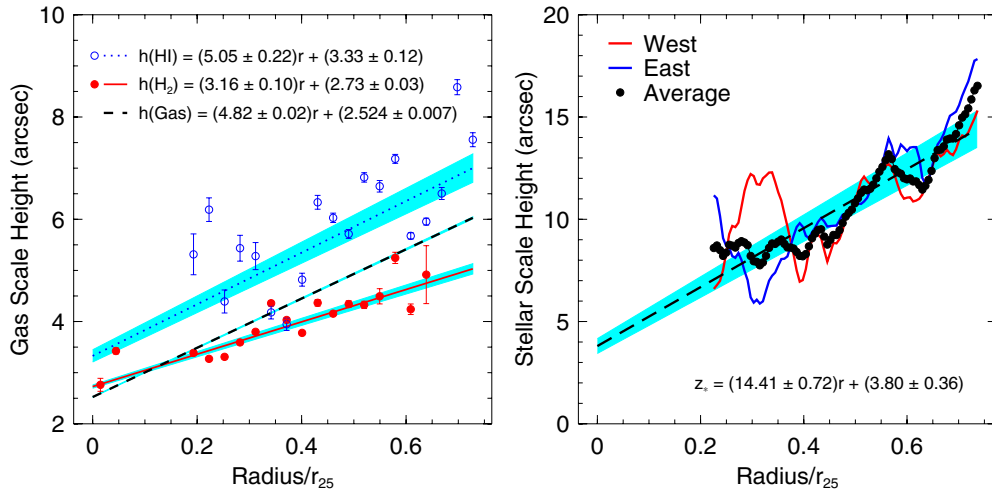 h(HI) = (5.05 ± 0.22)r + (3.33 ± 0.12)
h(H₂) = (3.16 ± 0.10)r + (2.73 ± 0.03)
h(Gas) = (4.82 ± 0.02)r + (2.524 ± 0.007)
Gas Scale Height (arcsec)
10
8
6
4
2
0
0.2
0.4
0.6
Radius/r₂₅
West
East
Average
z* = (14.41 ± 0.72)r + (3.80 ± 0.36)
Stellar Scale Height (arcsec)
20
15
10
5
0
0
0.2
0.4
0.6
Radius/r₂₅